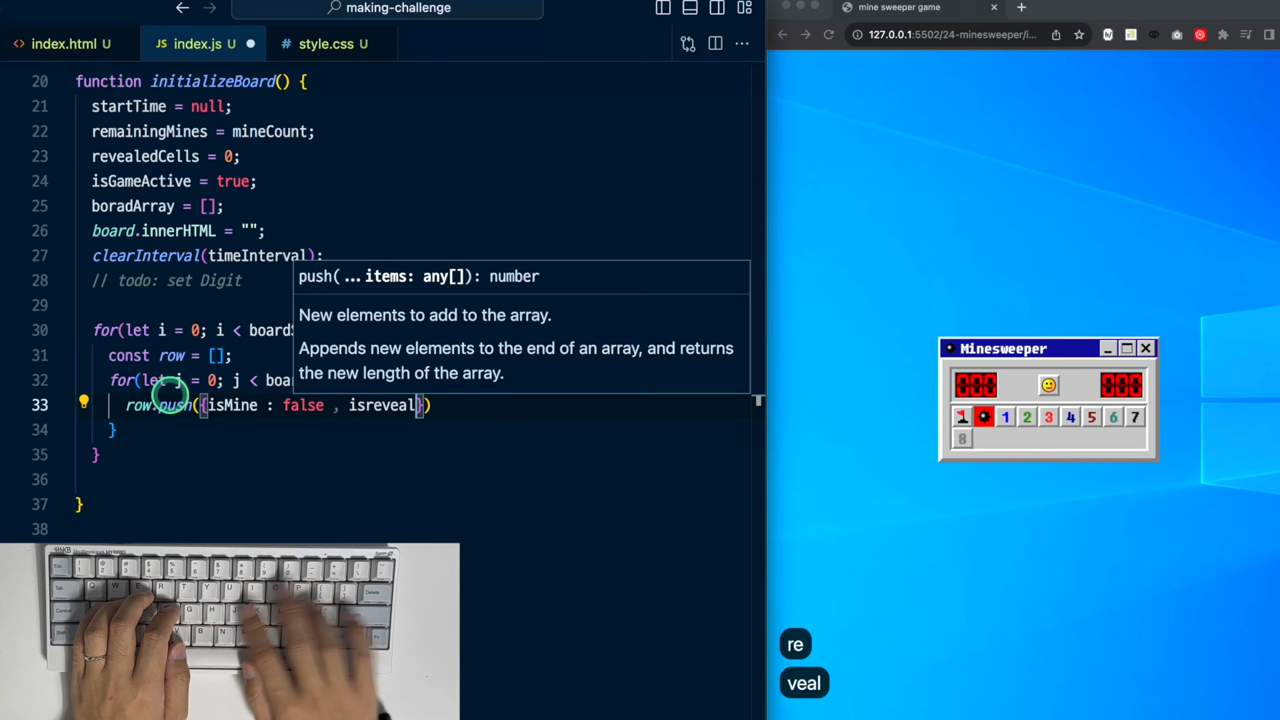 making-challenge
index.html U
JS index.js U
style.css U
mine sweeper game
127.0.0.1:5502/24-minesweeper/i...
20 function initializeBoard() {
21 startTime = null;
22 remainingMines = mineCount;
23 revealedCells = 0;
24 isGameActive = true;
25 boradArray = [];
26 board.innerHTML = "";
27 clearInterval(timeInterval);
28 // todo: set Digit
29
30 for(let i = 0; i < board
31 const row = [];
32 for(let j = 0; j < boa
33 row.push({isMine : false , isreveal})
34 }
35 }
36
37 }
38
push(...items: any[]): number
New elements to add to the array.
Appends new elements to the end of an array, and returns
the new length of the array.
Minesweeper
000 000
1 2 3 4 5 6 7
8
re
veal